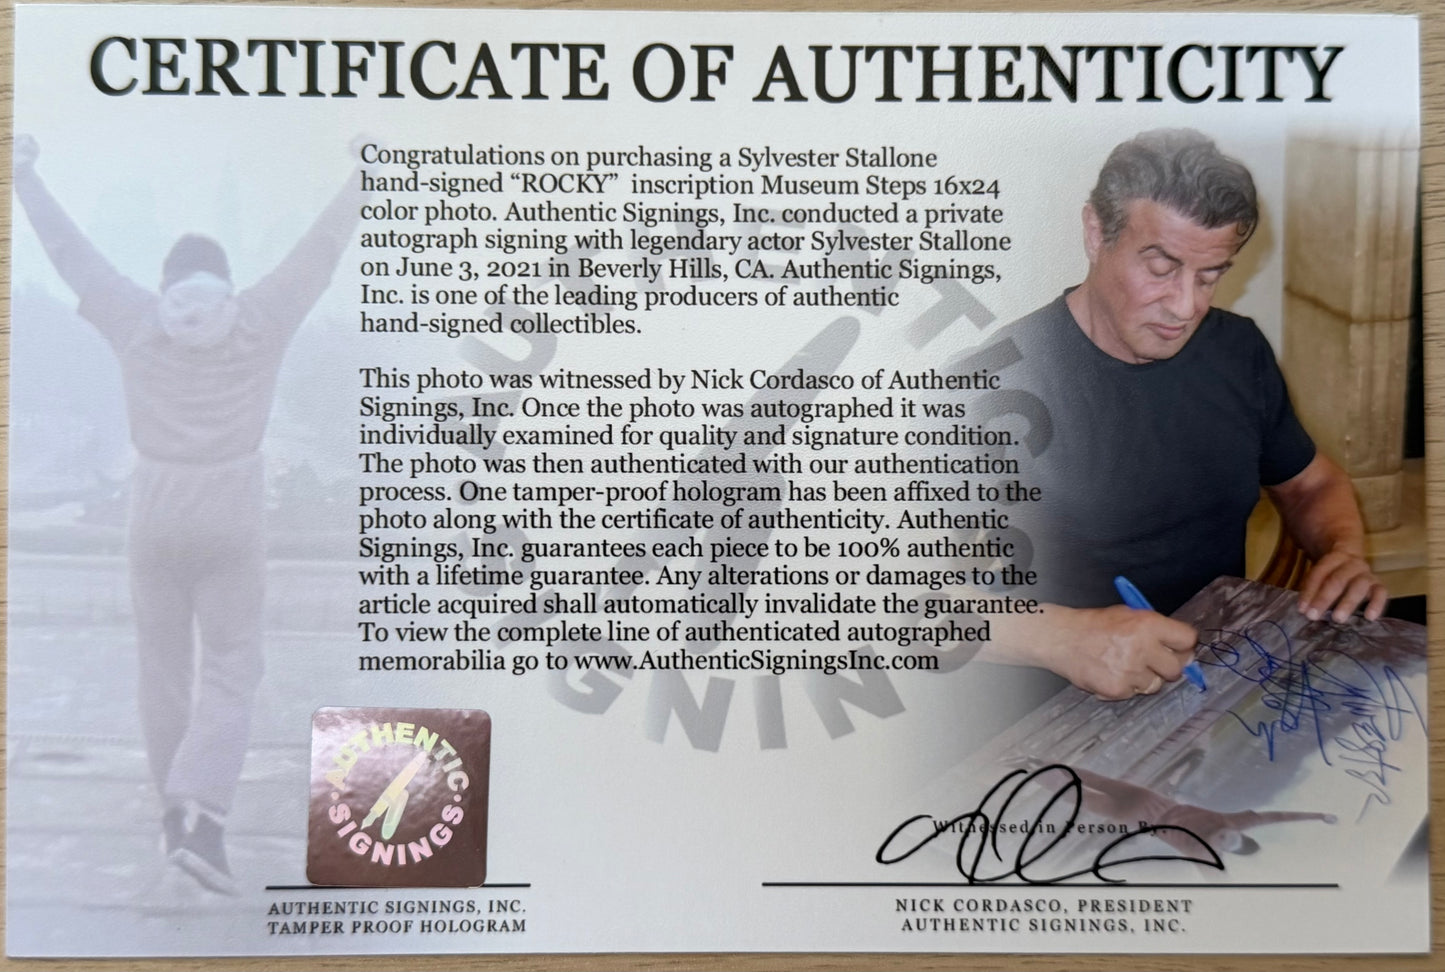 CERTIFICATE OF AUTHENTICITY
Congratulations on purchasing a Sylvester Stallone
hand-signed “ROCKY” inscription Museum Steps 16x24
color photo. Authentic Signings, Inc. conducted a private
autograph signing with legendary actor Sylvester Stallone
on June 3, 2021 in Beverly Hills, CA. Authentic Signings,
Inc. is one of the leading producers of authentic
hand-signed collectibles.
This photo was witnessed by Nick Cordasco of Authentic
Signings, Inc. Once the photo was autographed it was
individually examined for quality and signature condition.
The photo was then authenticated with our authentication
process. One tamper-proof hologram has been affixed to the
photo along with the certificate of authenticity. Authentic
Signings, Inc. guarantees each piece to be 100% authentic
with a lifetime guarantee. Any alterations or damages to the
article acquired shall automatically invalidate the guarantee.
To view the complete line of authenticated autographed
memorabilia go to www.AuthenticSigningsInc.com
AUTHENTIC SIGNINGS
AUTHENTIC
SIGNINGS
Witnessed in Person By:
AUTHENTIC SIGNINGS, INC.
TAMPER PROOF HOLOGRAM
NICK CORDASCO, PRESIDENT
AUTHENTIC SIGNINGS, INC.